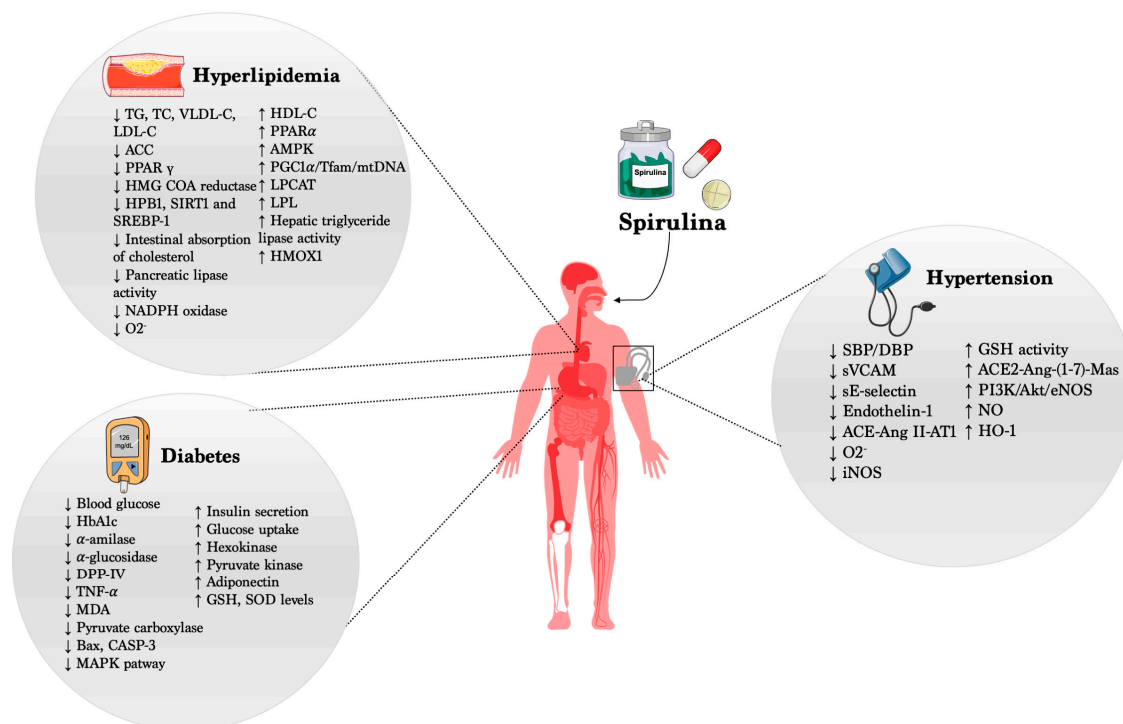 Hyperlipidemia
↓ TG, TC, VLDL-C,
LDL-C
↓ ACC
↓ PPAR γ
↓ HMG COA reductase
↓ HPB1, SIRT1 and
SREBP-1
↓ Intestinal absorption
of cholesterol
↓ Pancreatic lipase
activity
↓ NADPH oxidase
↓ O2⁻
↑ HDL-C
↑ PPARα
↑ AMPK
↑ PGC1α/Tfam/mtDNA
↑ LPCAT
↑ LPL
↑ Hepatic triglyceride
lipase activity
↑ HMOX1
Spirulina
Spirulina
Hypertension
↓ SBP/DBP
↓ sVCAM
↓ sE-selectin
↓ Endothelin-1
↓ ACE-Ang II-AT1
↓ O2⁻
↓ iNOS
↑ GSH activity
↑ ACE2-Ang-(1-7)-Mas
↑ PI3K/Akt/eNOS
↑ NO
↑ HO-1
126
mg/dL
Diabetes
↓ Blood glucose
↓ HbA1c
↓ α-amilase
↓ α-glucosidase
↓ DPP-IV
↓ TNF-α
↓ MDA
↓ Pyruvate carboxylase
↓ Bax, CASP-3
↓ MAPK patway
↑ Insulin secretion
↑ Glucose uptake
↑ Hexokinase
↑ Pyruvate kinase
↑ Adiponectin
↑ GSH, SOD levels